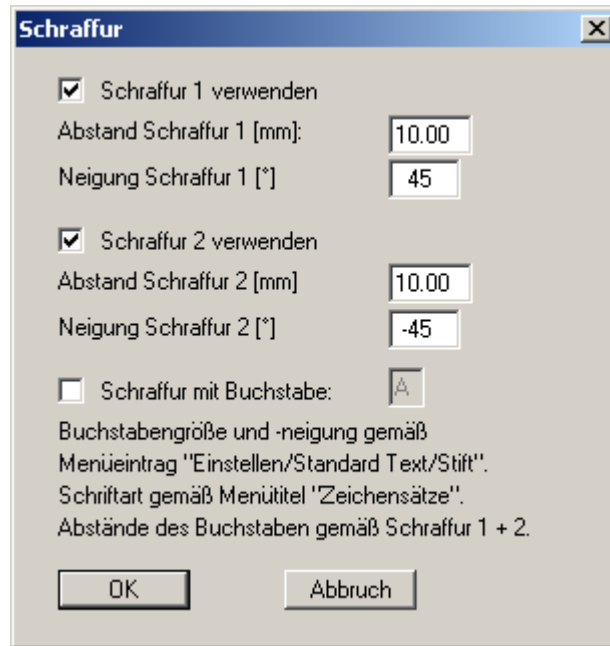 Schraffur
Schraffur 1 verwenden
Abstand Schraffur 1 [mm]: 10.00
Neigung Schraffur 1 [°] 45
Schraffur 2 verwenden
Abstand Schraffur 2 [mm] 10.00
Neigung Schraffur 2 [°] -45
Schraffur mit Buchstabe: A
Buchstabengröße und -neigung gemäß
Menüeintrag "Einstellen/Standard Text/Stift".
Schriftart gemäß Menütitel "Zeichensätze".
Abstände des Buchstaben gemäß Schraffur 1 + 2.
OK Abbruch